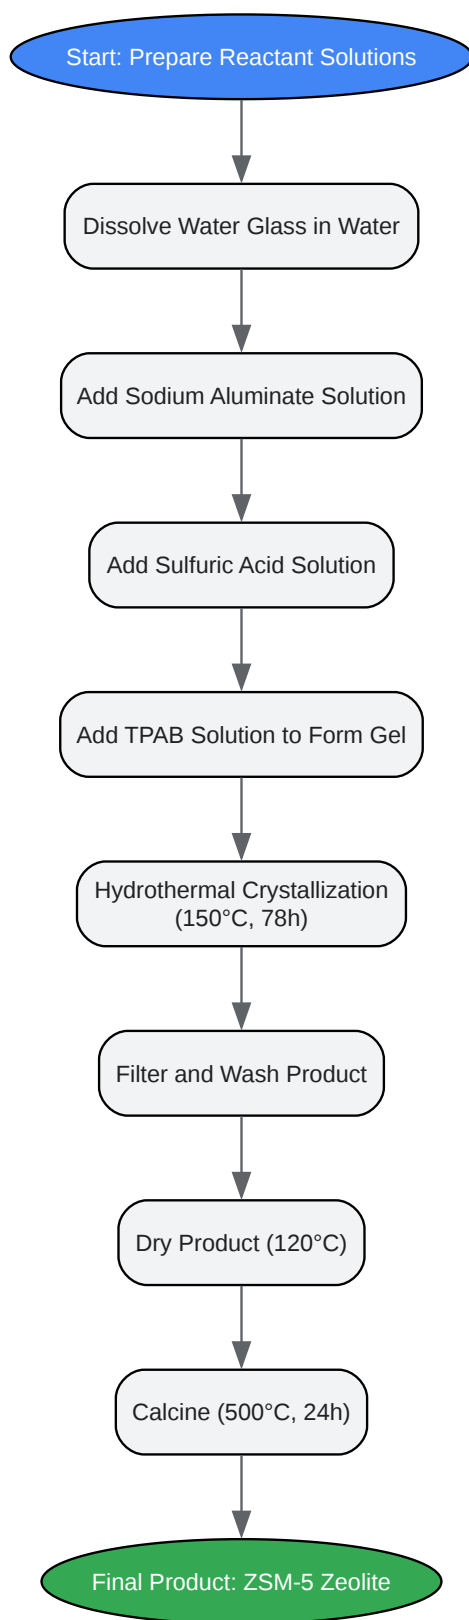 Start: Prepare Reactant Solutions
Dissolve Water Glass in Water
Add Sodium Aluminate Solution
Add Sulfuric Acid Solution
Add TPAB Solution to Form Gel
Hydrothermal Crystallization
(150°C, 78h)
Filter and Wash Product
Dry Product (120°C)
Calcine (500°C, 24h)
Final Product: ZSM-5 Zeolite